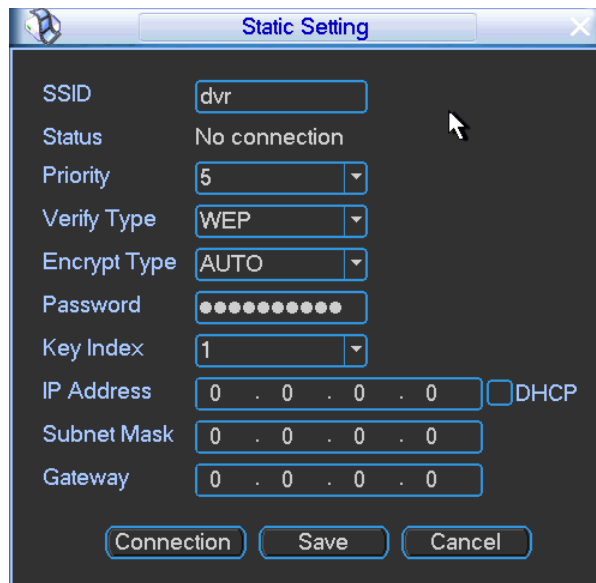 Static Setting
SSID dvr
Status No connection
Priority 5
Verify Type WEP
Encrypt Type AUTO
Password ●●●●●●●●●●
Key Index 1
IP Address 0 . 0 . 0 . 0 DHCP
Subnet Mask 0 . 0 . 0 . 0
Gateway 0 . 0 . 0 . 0
Connection Save Cancel